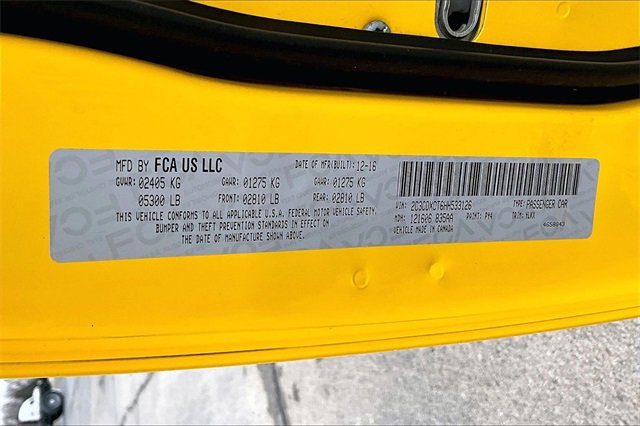 MFD BY FCA US LLC DATE OF MFR(BUILT): 12-16
GVWR: 02405 KG GAWR: 01275 KG GAWR: 01275 KG
05300 LB FRONT: 02810 LB REAR: 02810 LB
THIS VEHICLE CONFORMS TO ALL APPLICABLE U.S.A. FEDERAL MOTOR VEHICLE SAFETY,
BUMPER AND THEFT PREVENTION STANDARDS IN EFFECT ON
THE DATE OF MANUFACTURE SHOWN ABOVE.
VIN: 2C3CDXCT6HH533126 TYPE: PASSENGER CAR
MDH: 121606 835AA PAINT: PY4 TRIM: HLXX
VEHICLE MADE IN CANADA 4658043